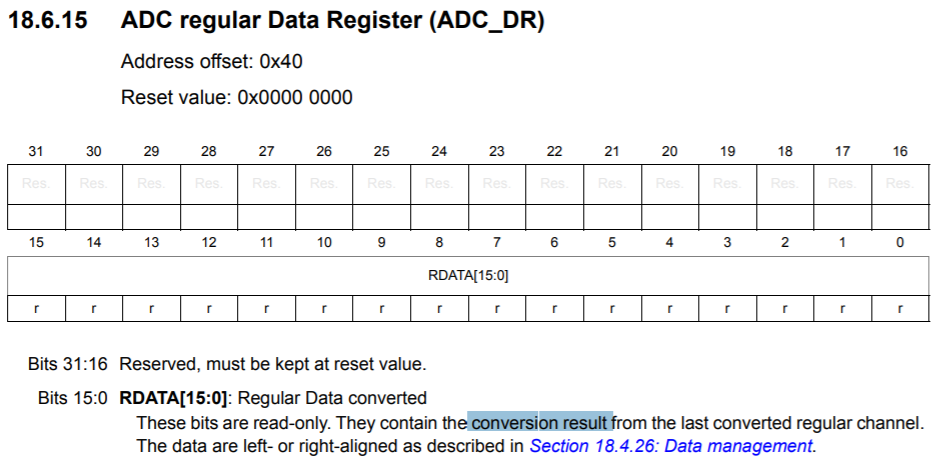 18.6.15 ADC regular Data Register (ADC_DR)
Address offset: 0x40
Reset value: 0x0000 0000
31 30 29 28 27 26 25 24 23 22 21 20 19 18 17 16
Res. Res. Res. Res. Res. Res. Res. Res. Res. Res. Res. Res. Res. Res. Res. Res.
15 14 13 12 11 10 9 8 7 6 5 4 3 2 1 0
RDATA[15:0]
r r r r r r r r r r r r r r r r
Bits 31:16 Reserved, must be kept at reset value.
Bits 15:0 RDATA[15:0]: Regular Data converted
These bits are read-only. They contain the conversion result from the last converted regular channel.
The data are left- or right-aligned as described in Section 18.4.26: Data management.